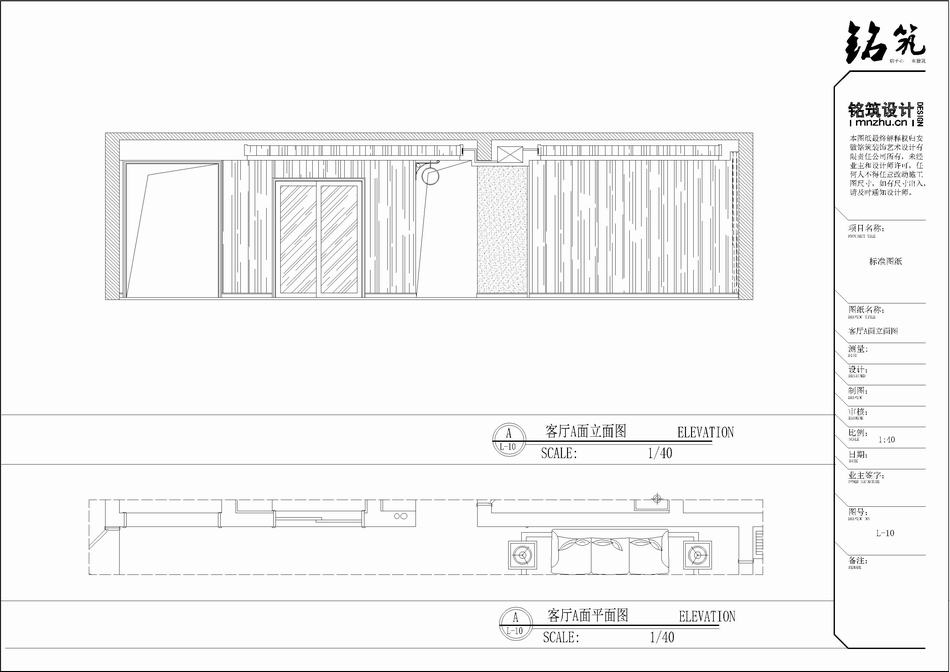 铭筑
铭筑设计
DESIGN
mnzhu.cn
本图纸最终解释权归安
徽铭筑装饰艺术设计有
限责任公司所有，未经
业主和设计师许可，任
何人不得任意改动施工
图尺寸，如有尺寸出入，
请及时通知设计师。
项目名称：
标准图纸
图纸名称：
客厅A面立面图
测量：
设计：
制图：
审核：
比例：
1:40
日期：
业主签字：
图号：
L-10
备注：
A
L-10
客厅A面立面图 ELEVATION
SCALE: 1/40
A
L-10
客厅A面平面图 ELEVATION
SCALE: 1/40